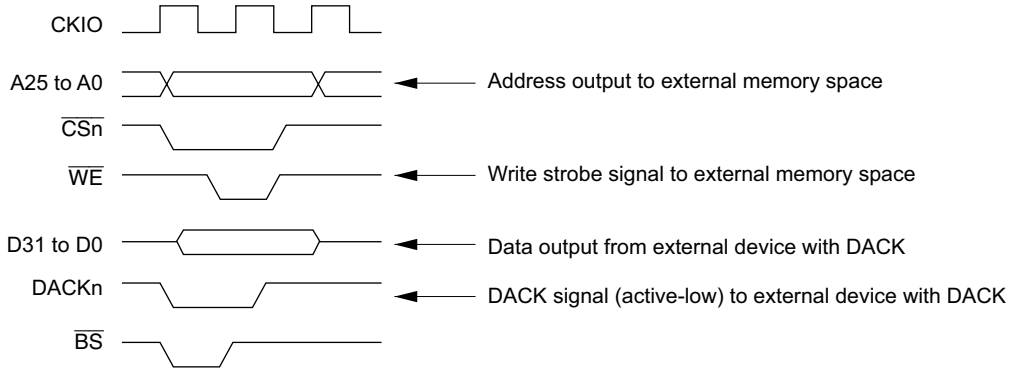 CKIO
A25 to A0
Address output to external memory space
CSn
WE
Write strobe signal to external memory space
D31 to D0
Data output from external device with DACK
DACKn
DACK signal (active-low) to external device with DACK
BS